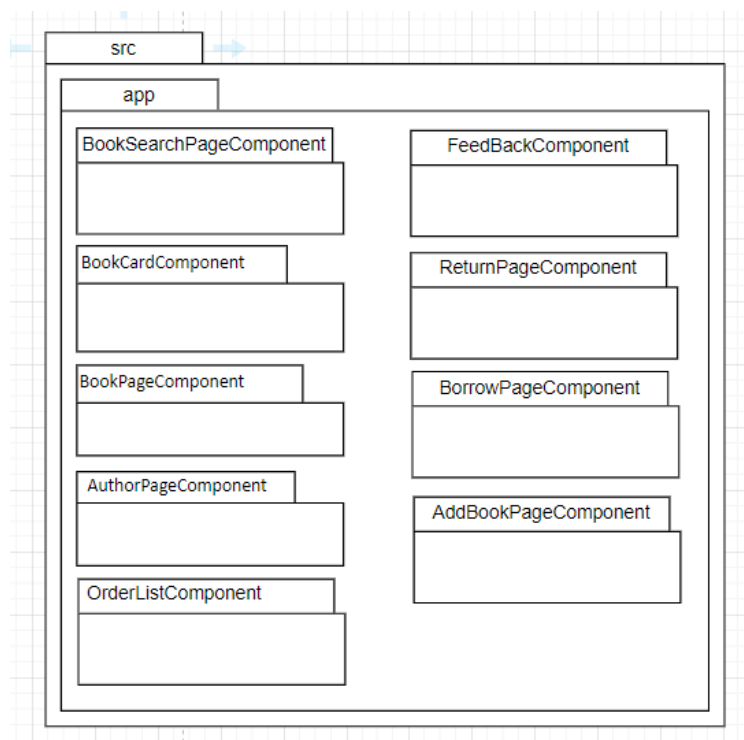 src
app
BookSearchPageComponent
BookCardComponent
BookPageComponent
AuthorPageComponent
OrderListComponent
FeedBackComponent
ReturnPageComponent
BorrowPageComponent
AddBookPageComponent